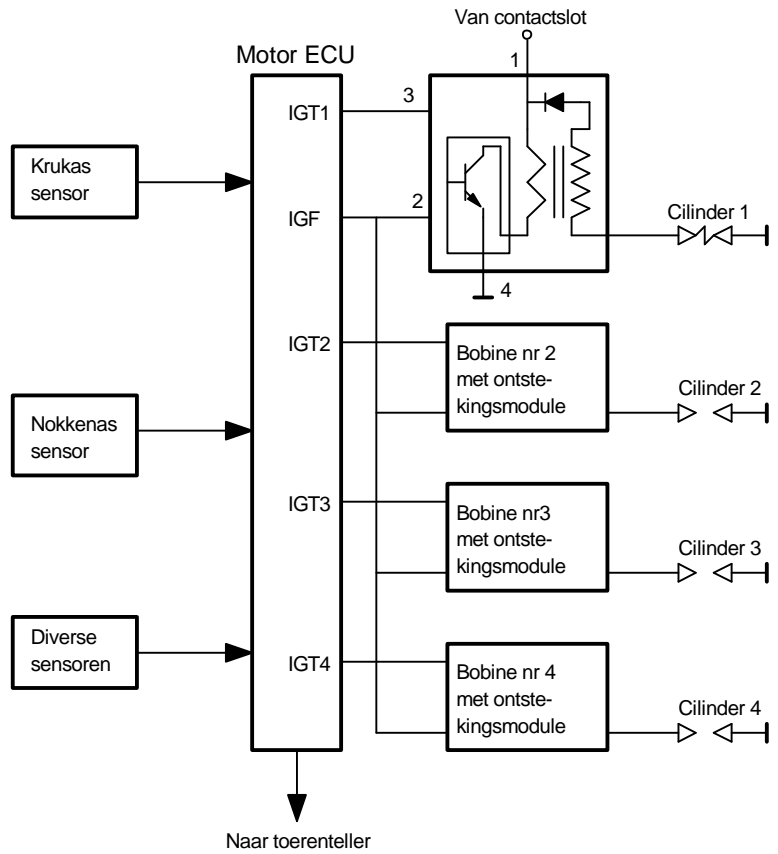 Van contactslot
1
Motor ECU
IGT1
3
Krukas
sensor
IGF
2
Cilinder 1
4
IGT2
Bobine nr 2
met ontste-
kingsmodule
Cilinder 2
Nokkenas
sensor
IGT3
Bobine nr3
met ontste-
kingsmodule
Cilinder 3
Diverse
sensoren
IGT4
Bobine nr 4
met ontste-
kingsmodule
Cilinder 4
Naar toerenteller